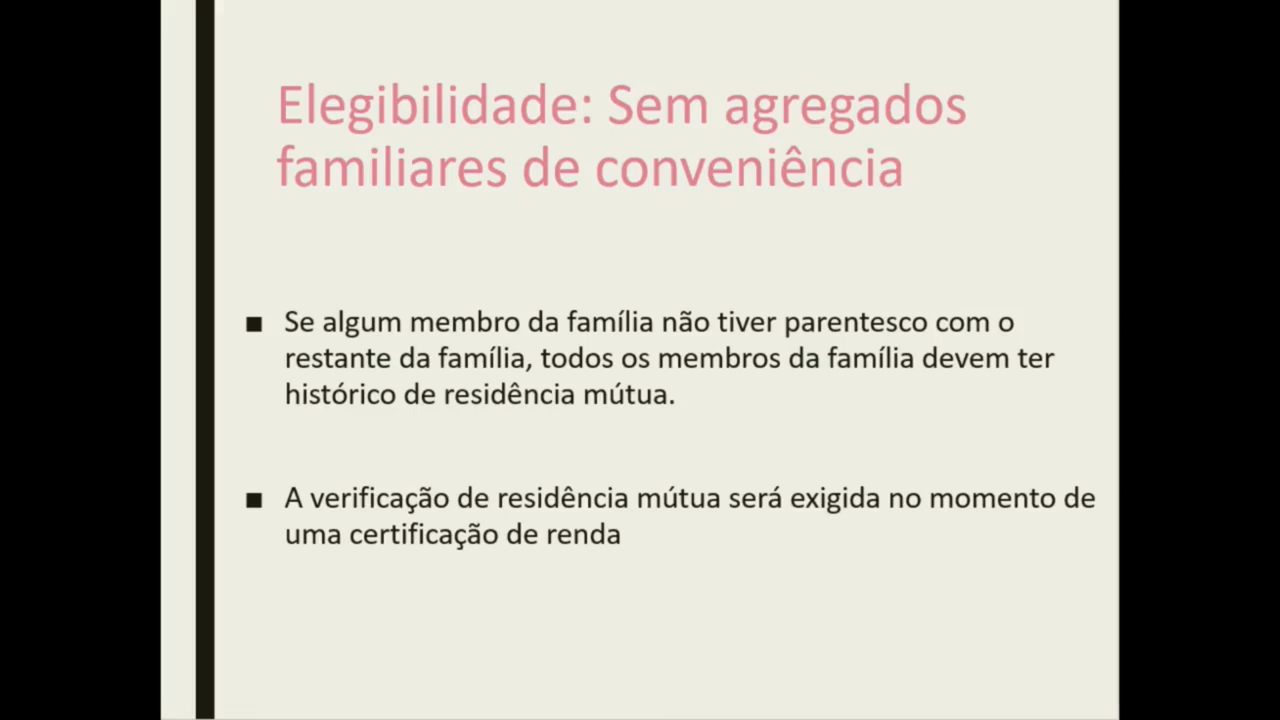 Elegibilidade: Sem agregados
familiares de conveniência
■ Se algum membro da família não tiver parentesco com o
restante da família, todos os membros da família devem ter
histórico de residência mútua.
■ A verificação de residência mútua será exigida no momento de
uma certificação de renda